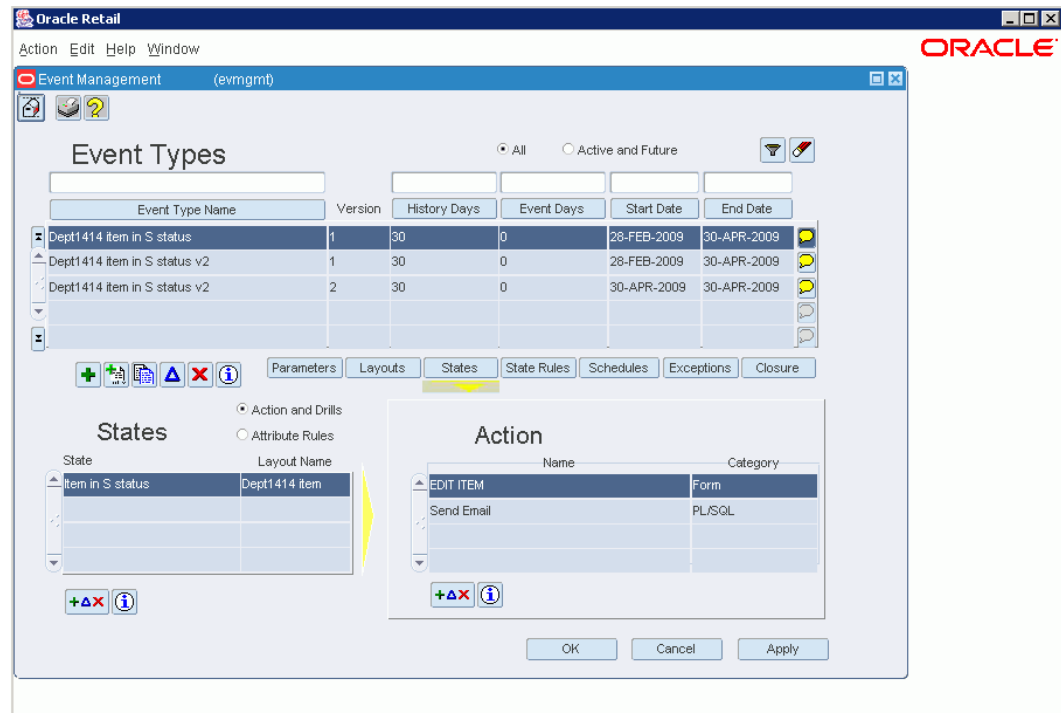 Oracle Retail
Action Edit Help Window
ORACLE
Event Management (evmgmt)
Event Types
All Active and Future
Event Type Name Version History Days Event Days Start Date End Date
Dept1414 item in S status 1 30 0 28-FEB-2009 30-APR-2009
Dept1414 item in S status v2 1 30 0 28-FEB-2009 30-APR-2009
Dept1414 item in S status v2 2 30 0 30-APR-2009 30-APR-2009
Parameters Layouts States State Rules Schedules Exceptions Closure
Action and Drills
States
Attribute Rules
Action
State Layout Name
Name Category
Item in S status Dept1414 item
EDIT ITEM Form
Send Email PL/SQL
OK Cancel Apply